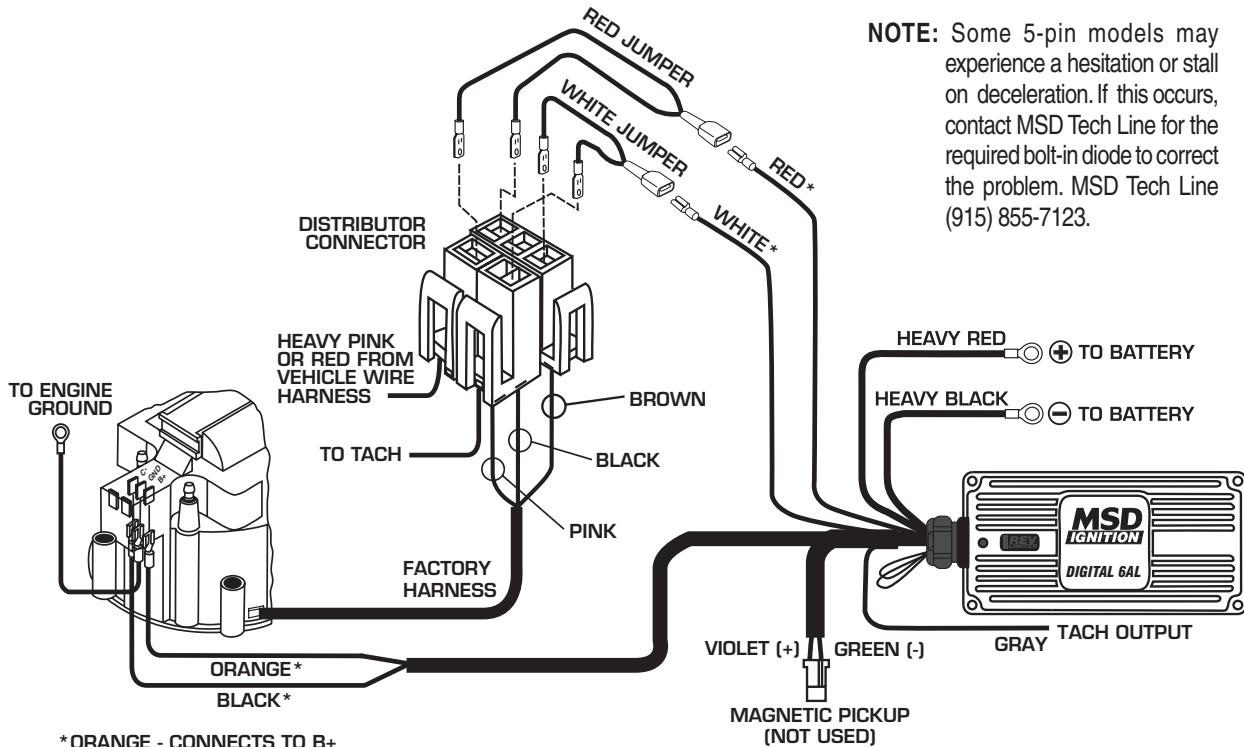 RED JUMPER
WHITE JUMPER
NOTE: Some 5-pin models may
experience a hesitation or stall
on deceleration. If this occurs,
contact MSD Tech Line for the
required bolt-in diode to correct
the problem. MSD Tech Line
(915) 855-7123.
RED*
WHITE*
DISTRIBUTOR
CONNECTOR
HEAVY PINK
OR RED FROM
VEHICLE WIRE
HARNESS
TO TACH
BROWN
BLACK
PINK
TO ENGINE
GROUND
C-
GND
B+
FACTORY
HARNESS
HEAVY RED
+ TO BATTERY
HEAVY BLACK
- TO BATTERY
MSD
IGNITION
DIGITAL 6AL
REV
GRAY
TACH OUTPUT
VIOLET (+)
GREEN (-)
MAGNETIC PICKUP
(NOT USED)
ORANGE*
BLACK*
*ORANGE - CONNECTS TO B+